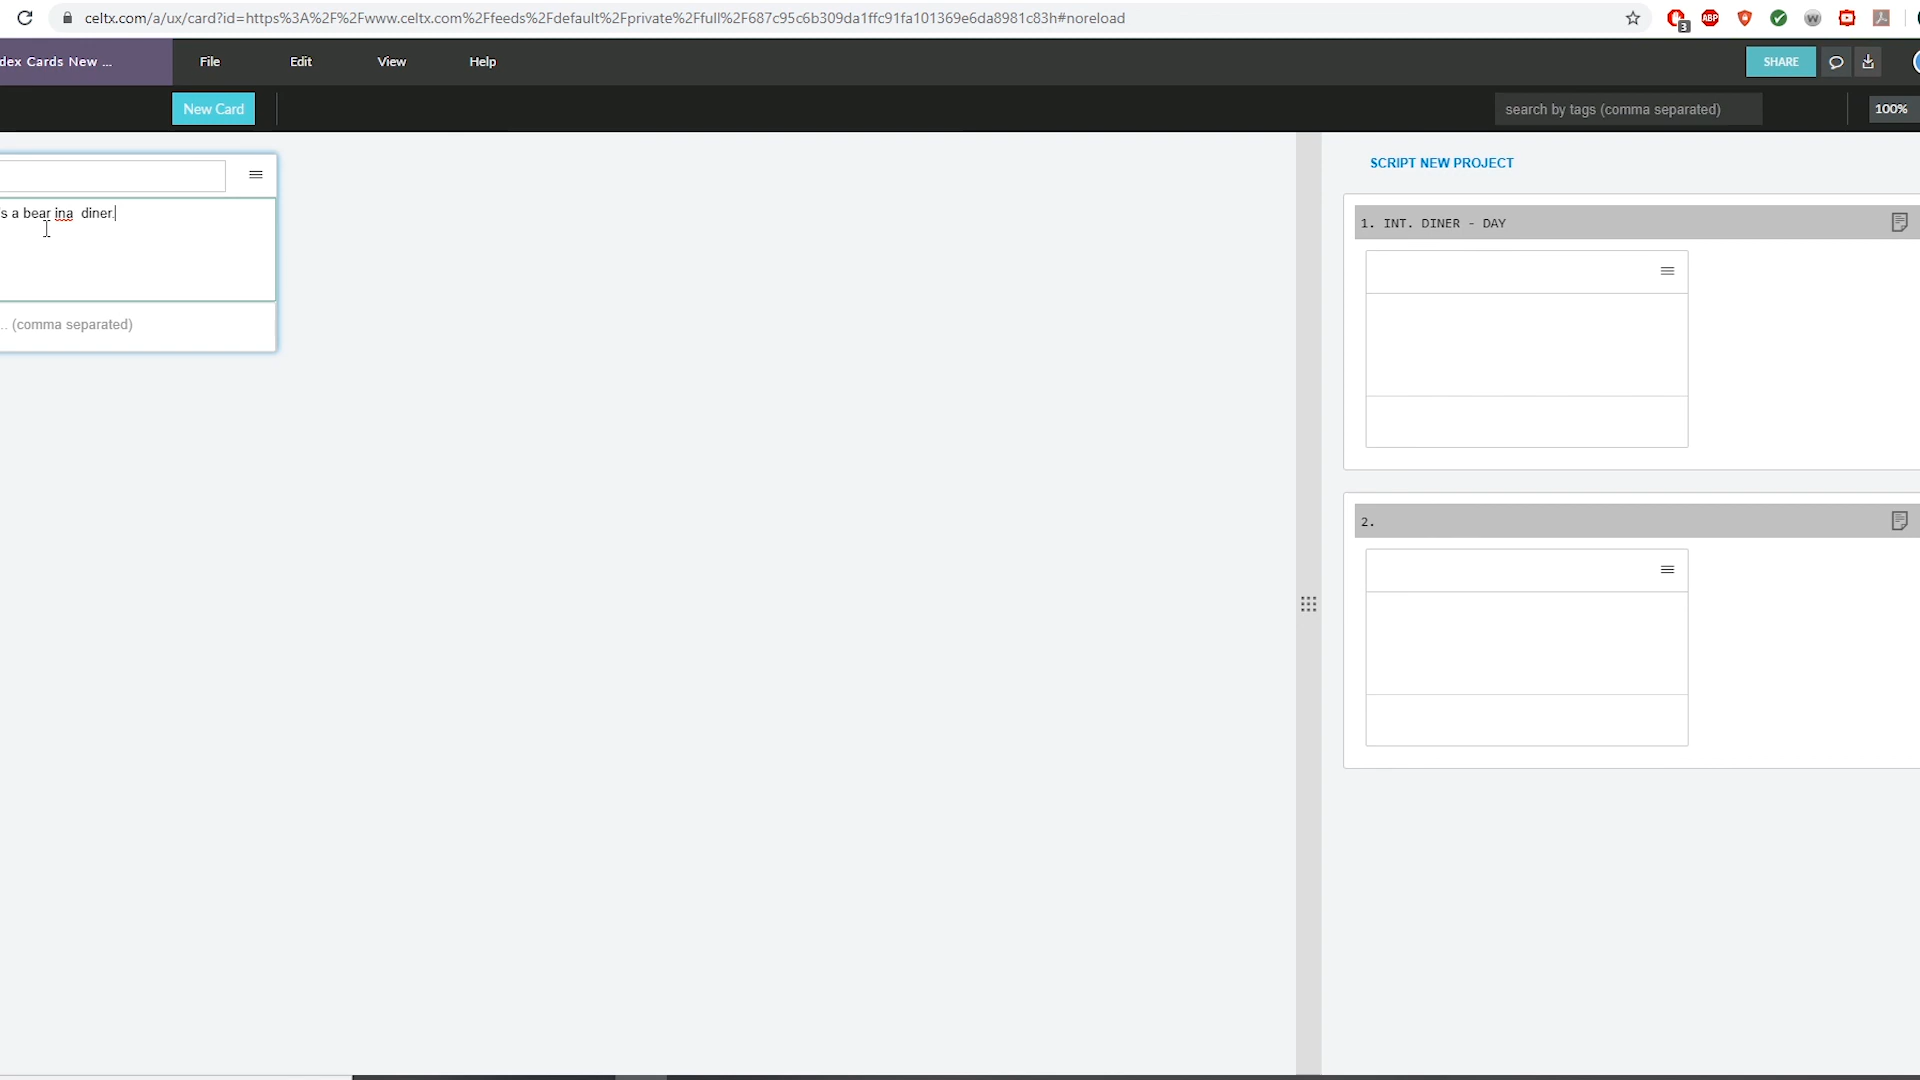 celtx.com/a/ux/card?id=https%3A%2F%2Fwww.celtx.com%2Ffeeds%2Fdefault%2Fprivate%2Ffull%2F687c95c6b309da1ffc91fa101369e6da8981c83h#noreload
3
ABP
W
dex Cards New ...
File
Edit
View
Help
SHARE
New Card
search by tags (comma separated)
100%
s a bear ina  diner.
.. (comma separated)
SCRIPT NEW PROJECT
1. INT. DINER - DAY
2.